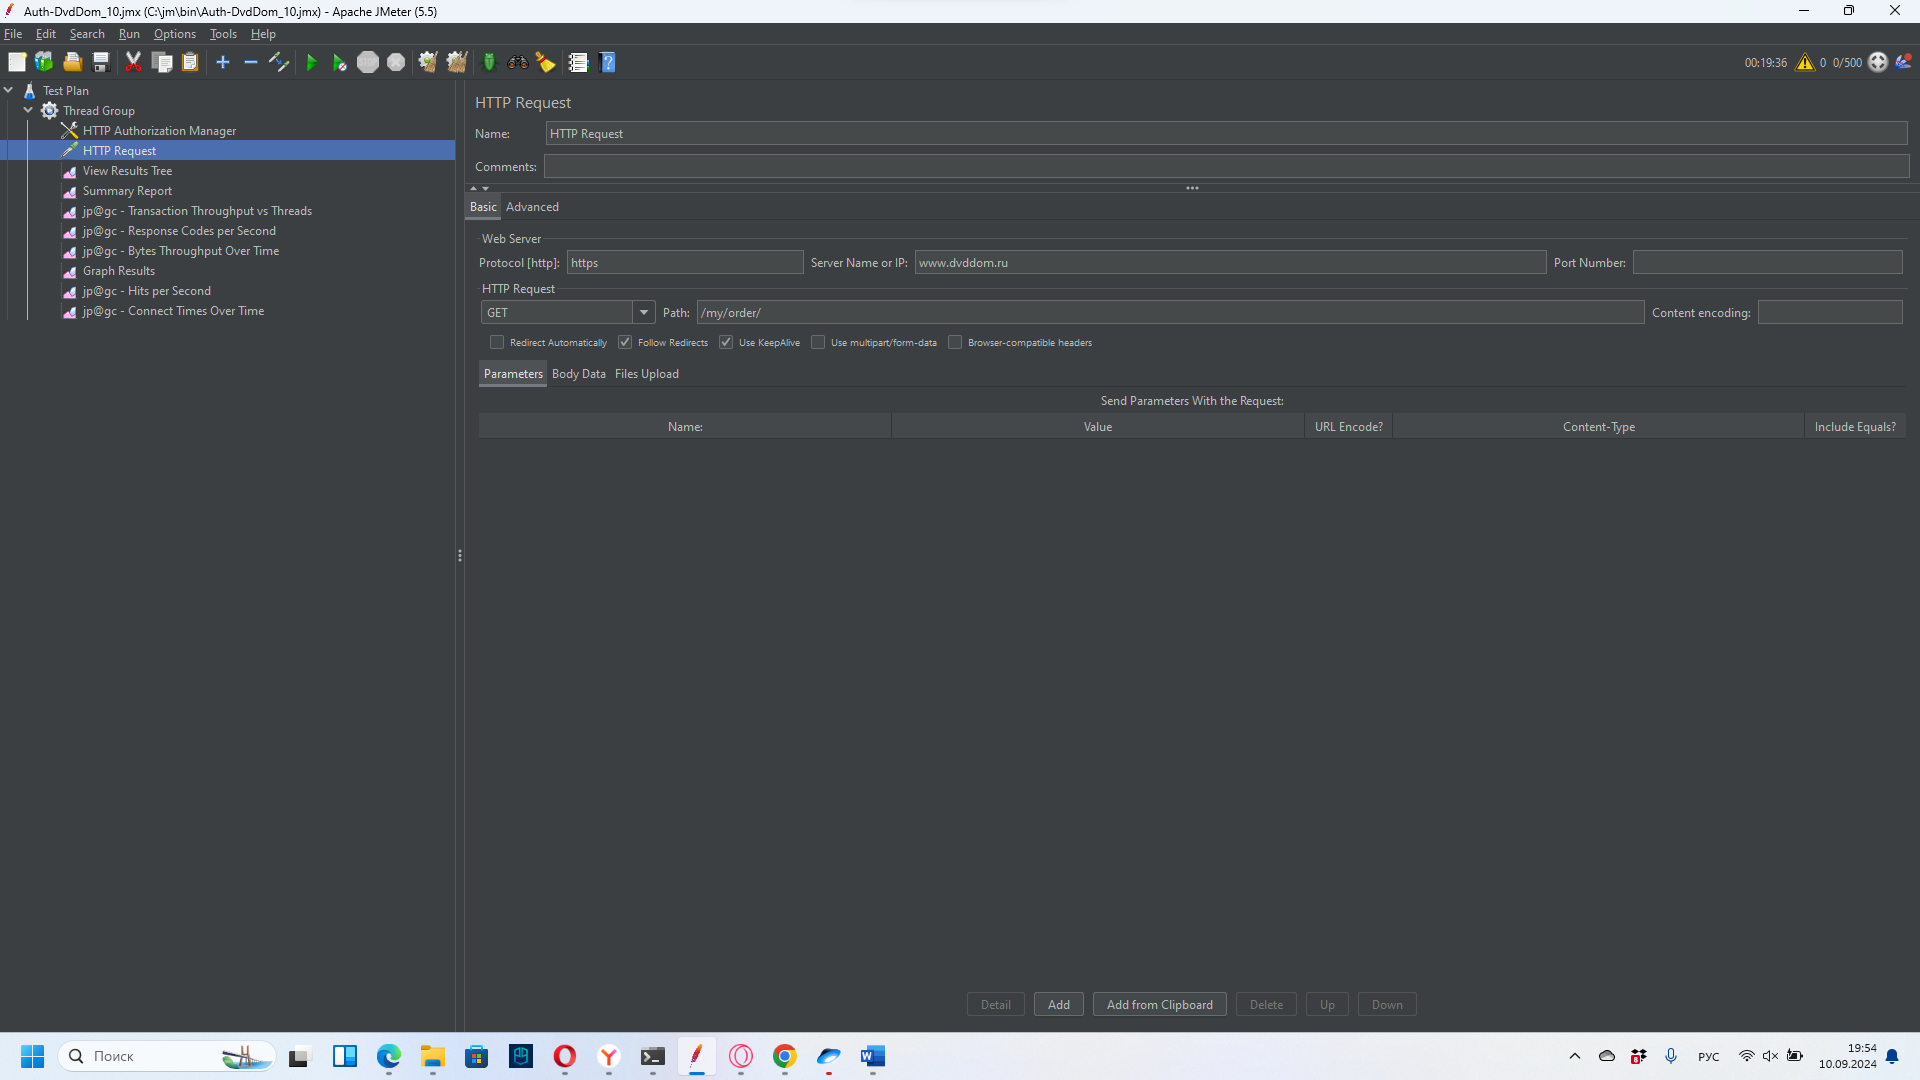 Auth-DvdDom_10.jmx (C:\jm\bin\Auth-DvdDom_10.jmx) - Apache JMeter (5.5)
File Edit Search Run Options Tools Help
00:19:36 0 0/500
Test Plan
Thread Group
HTTP Authorization Manager
HTTP Request
View Results Tree
Summary Report
jp@gc - Transaction Throughput vs Threads
jp@gc - Response Codes per Second
jp@gc - Bytes Throughput Over Time
Graph Results
jp@gc - Hits per Second
jp@gc - Connect Times Over Time
HTTP Request
Name: HTTP Request
Comments:
Basic Advanced
Web Server
Protocol [http]: https Server Name or IP: www.dvddom.ru Port Number:
HTTP Request
GET Path: /my/order/ Content encoding:
Redirect Automatically Follow Redirects Use KeepAlive Use multipart/form-data Browser-compatible headers
Parameters Body Data Files Upload
Send Parameters With the Request:
Name: Value URL Encode? Content-Type Include Equals?
Detail Add Add from Clipboard Delete Up Down
Поиск
РУС
19:54
10.09.2024